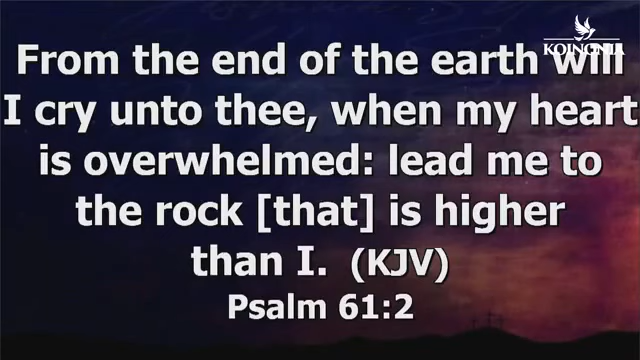 KOINONIA
From the end of the earth will
I cry unto thee, when my heart
is overwhelmed: lead me to
the rock [that] is higher
than I. (KJV)
Psalm 61:2